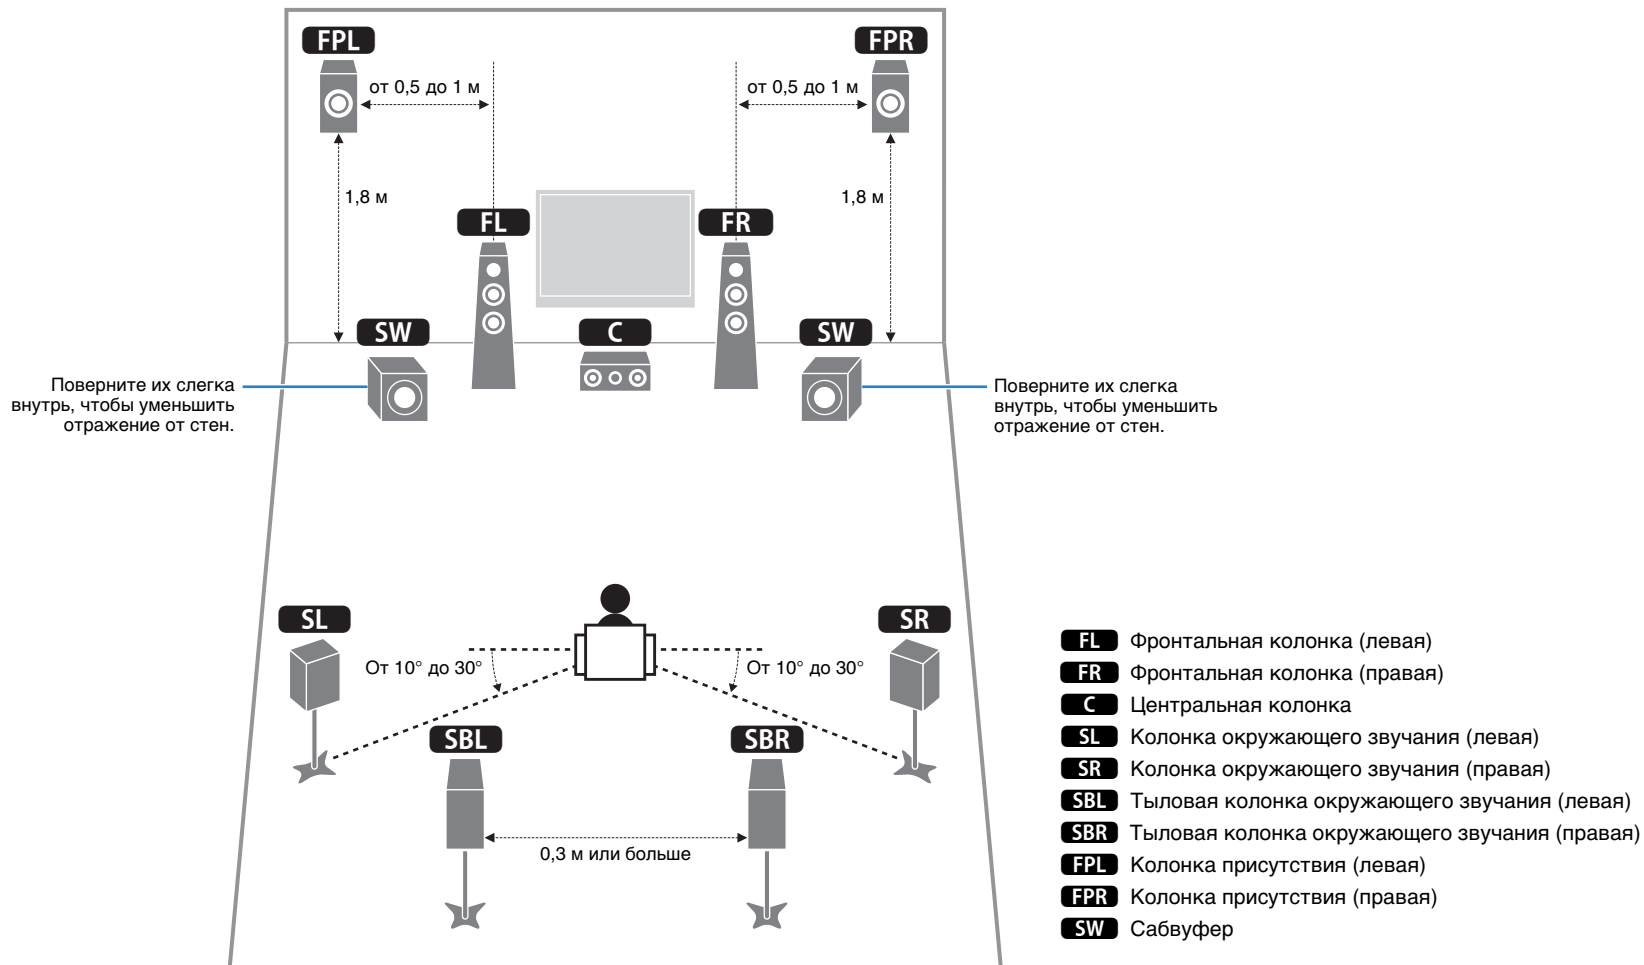 FPL
FPR
от 0,5 до 1 м
от 0,5 до 1 м
1,8 м
1,8 м
FL
FR
SW
C
SW
Поверните их слегка
внутрь, чтобы уменьшить
отражение от стен.
Поверните их слегка
внутрь, чтобы уменьшить
отражение от стен.
SL
SR
От 10° до 30°
От 10° до 30°
SBL
SBR
0,3 м или больше
FL Фронтальная колонка (левая)
FR Фронтальная колонка (правая)
C Центральная колонка
SL Колонка окружающего звучания (левая)
SR Колонка окружающего звучания (правая)
SBL Тыловая колонка окружающего звучания (левая)
SBR Тыловая колонка окружающего звучания (правая)
FPL Колонка присутствия (левая)
FPR Колонка присутствия (правая)
SW Сабвуфер